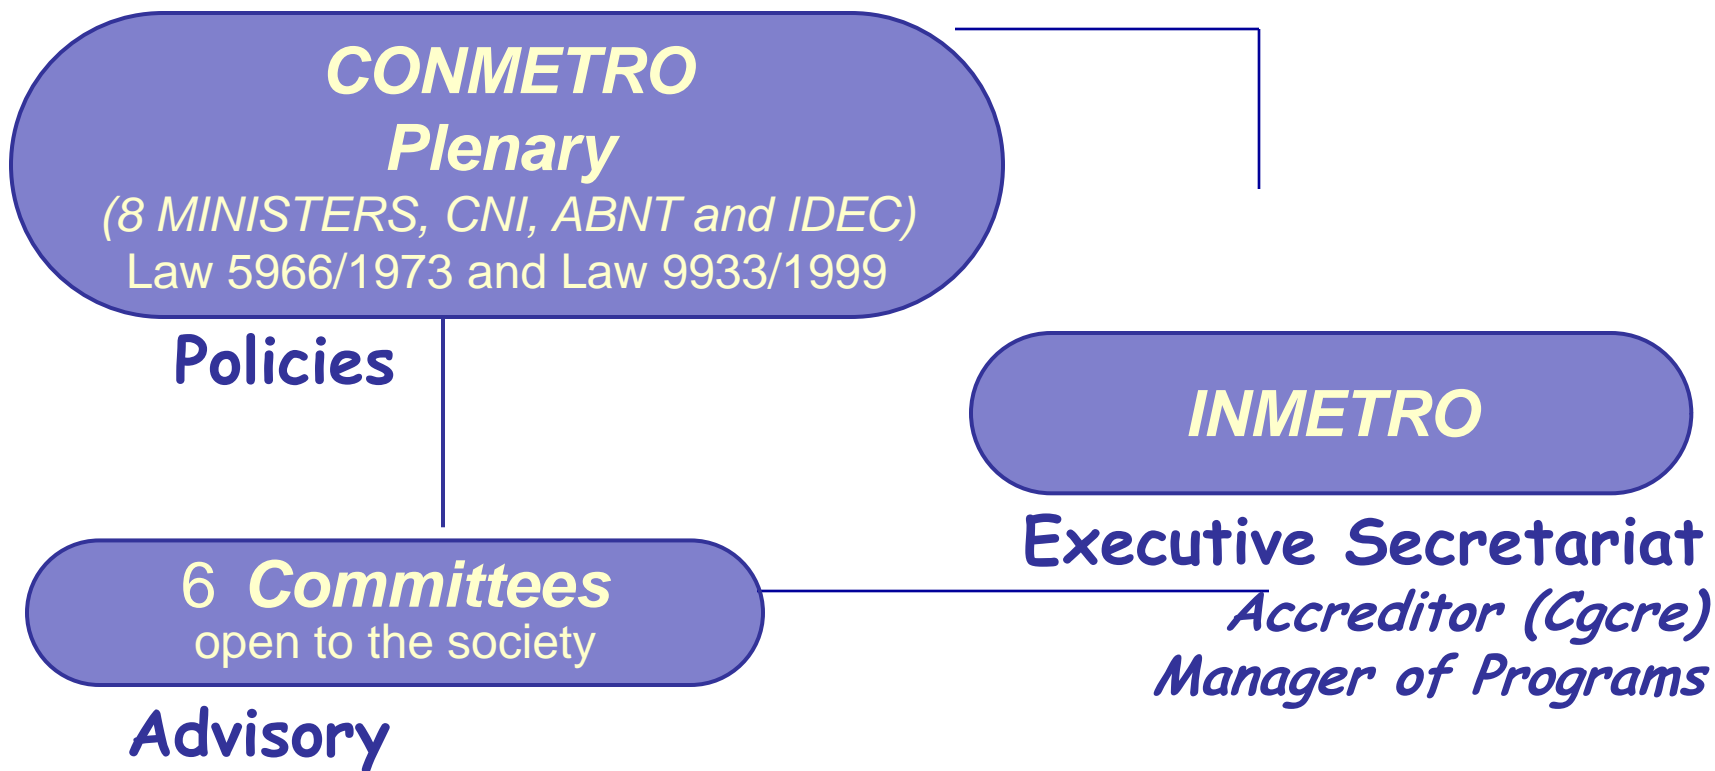 CONMETRO
Plenary
(8 MINISTERS, CNI, ABNT and IDEC)
Law 5966/1973 and Law 9933/1999
Policies
INMETRO
Executive Secretariat
Accreditor (Cgcre)
Manager of Programs
6 Committees
open to the society
Advisory